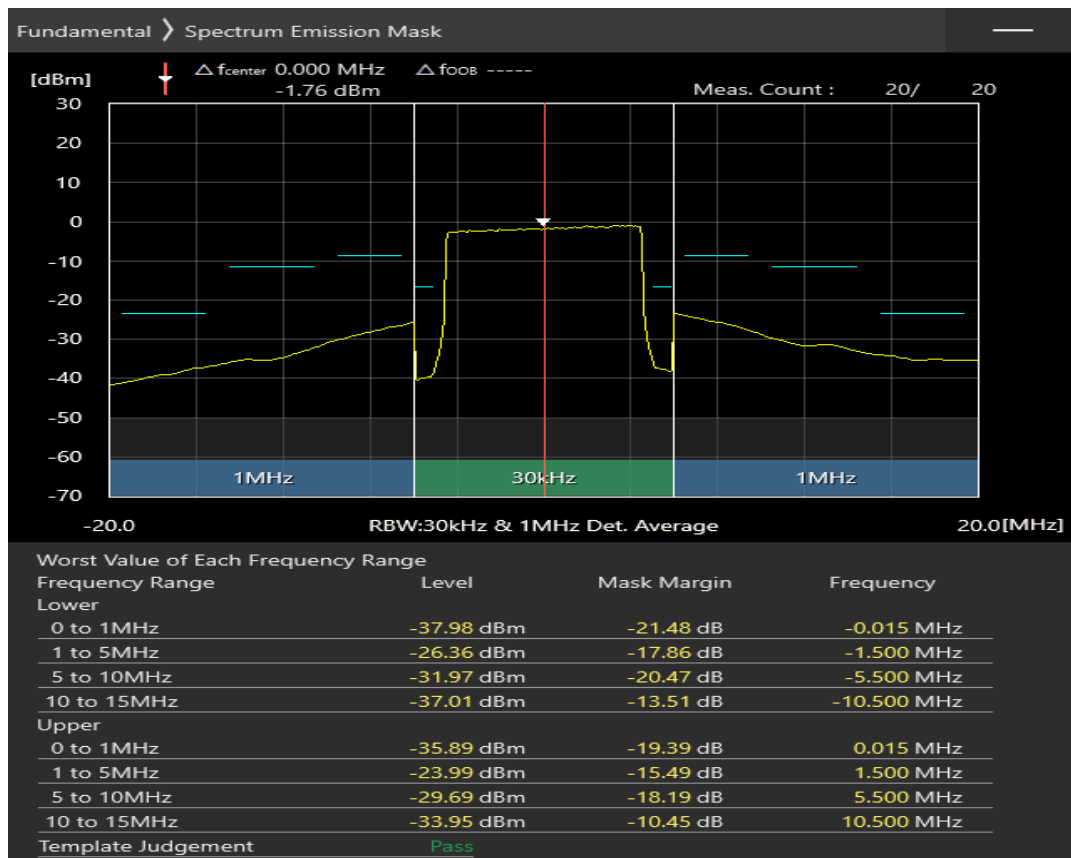 Fundamental ❯ Spectrum Emission Mask
[dBm] △ fcenter 0.000 MHz △ fOOB -----
-1.76 dBm Meas. Count : 20/ 20
30
20
10
0
-10
-20
-30
-40
-50
-60
1MHz 30kHz 1MHz
-70
-20.0 RBW:30kHz & 1MHz Det. Average 20.0[MHz]
Worst Value of Each Frequency Range
Frequency Range Level Mask Margin Frequency
Lower
0 to 1MHz -37.98 dBm -21.48 dB -0.015 MHz
1 to 5MHz -26.36 dBm -17.86 dB -1.500 MHz
5 to 10MHz -31.97 dBm -20.47 dB -5.500 MHz
10 to 15MHz -37.01 dBm -13.51 dB -10.500 MHz
Upper
0 to 1MHz -35.89 dBm -19.39 dB 0.015 MHz
1 to 5MHz -23.99 dBm -15.49 dB 1.500 MHz
5 to 10MHz -29.69 dBm -18.19 dB 5.500 MHz
10 to 15MHz -33.95 dBm -10.45 dB 10.500 MHz
Template Judgement Pass